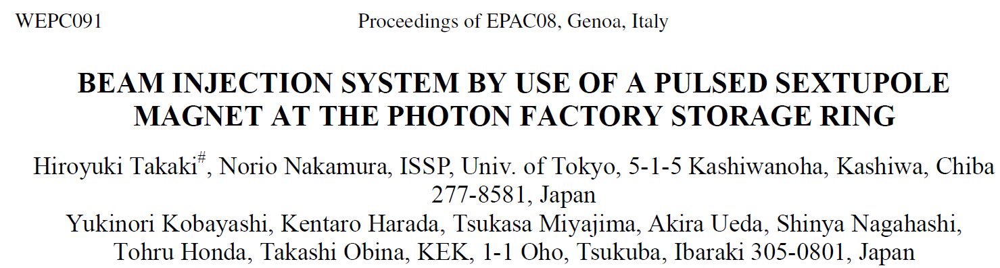 WEPC091 Proceedings of EPAC08, Genoa, Italy
BEAM INJECTION SYSTEM BY USE OF A PULSED SEXTUPOLE
MAGNET AT THE PHOTON FACTORY STORAGE RING
Hiroyuki Takaki#, Norio Nakamura, ISSP, Univ. of Tokyo, 5-1-5 Kashiwanoha, Kashiwa, Chiba
277-8581, Japan
Yukinori Kobayashi, Kentaro Harada, Tsukasa Miyajima, Akira Ueda, Shinya Nagahashi,
Tohru Honda, Takashi Obina, KEK, 1-1 Oho, Tsukuba, Ibaraki 305-0801, Japan